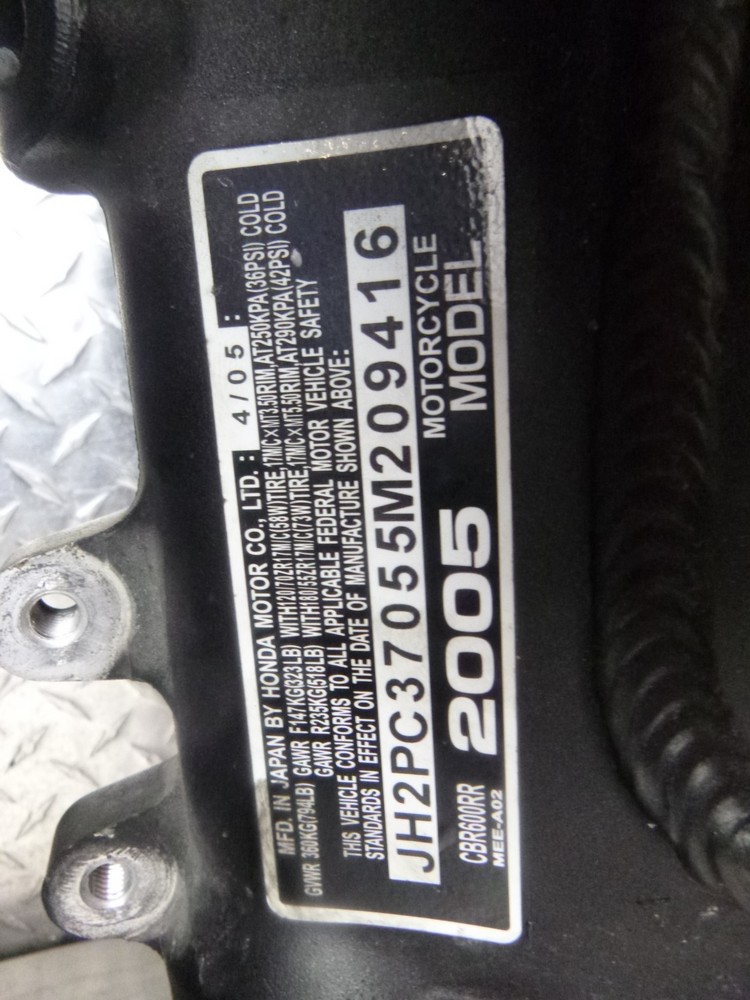 MFD. IN JAPAN BY HONDA MOTOR CO., LTD. : 4/05 :
GVWR 360KG(794LB) GAWR F147KG(323LB) WITH120/70ZR17M/C(58W)TIRE,17M/C×MT3.50RIM,AT250KPA(36PSI) COLD
GAWR R235KG(518LB) WITH180/55ZR17M/C(73W)TIRE,17M/C×MT5.50RIM,AT290KPA(42PSI) COLD
THIS VEHICLE CONFORMS TO ALL APPLICABLE FEDERAL MOTOR VEHICLE SAFETY
STANDARDS IN EFFECT ON THE DATE OF MANUFACTURE SHOWN ABOVE:
JH2PC37055M209416
MOTORCYCLE
CBR600RR 2005 MODEL
MEE-A02